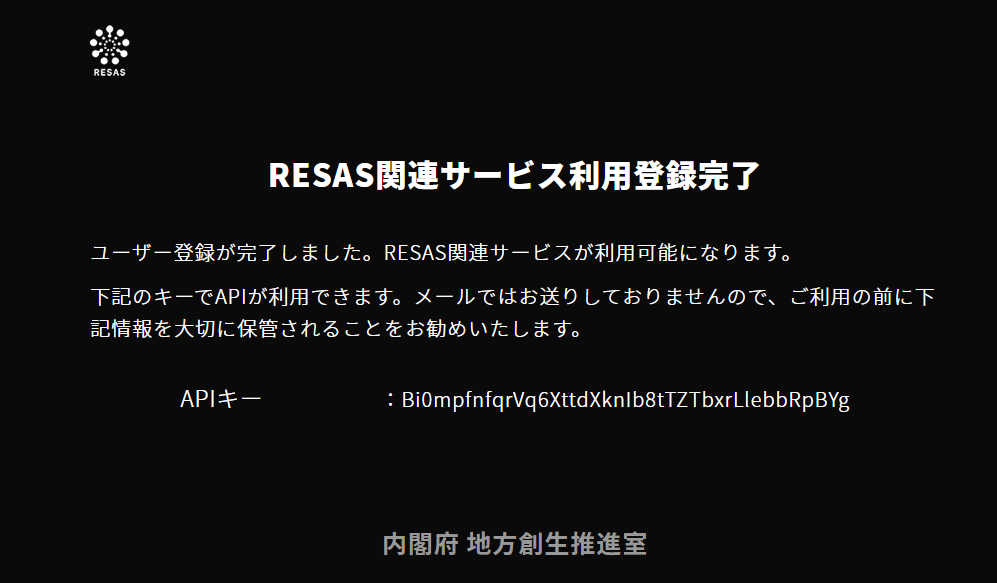 RESAS
RESAS関連サービス利用登録完了
ユーザー登録が完了しました。RESAS関連サービスが利用可能になります。
下記のキーでAPIが利用できます。メールではお送りしておりませんので、ご利用の前に下
記情報を大切に保管されることをお勧めいたします。
APIキー ：Bi0mpfnfqrVq6XttdXknIb8tTZTbxrLlebbRpBYg
内閣府 地方創生推進室